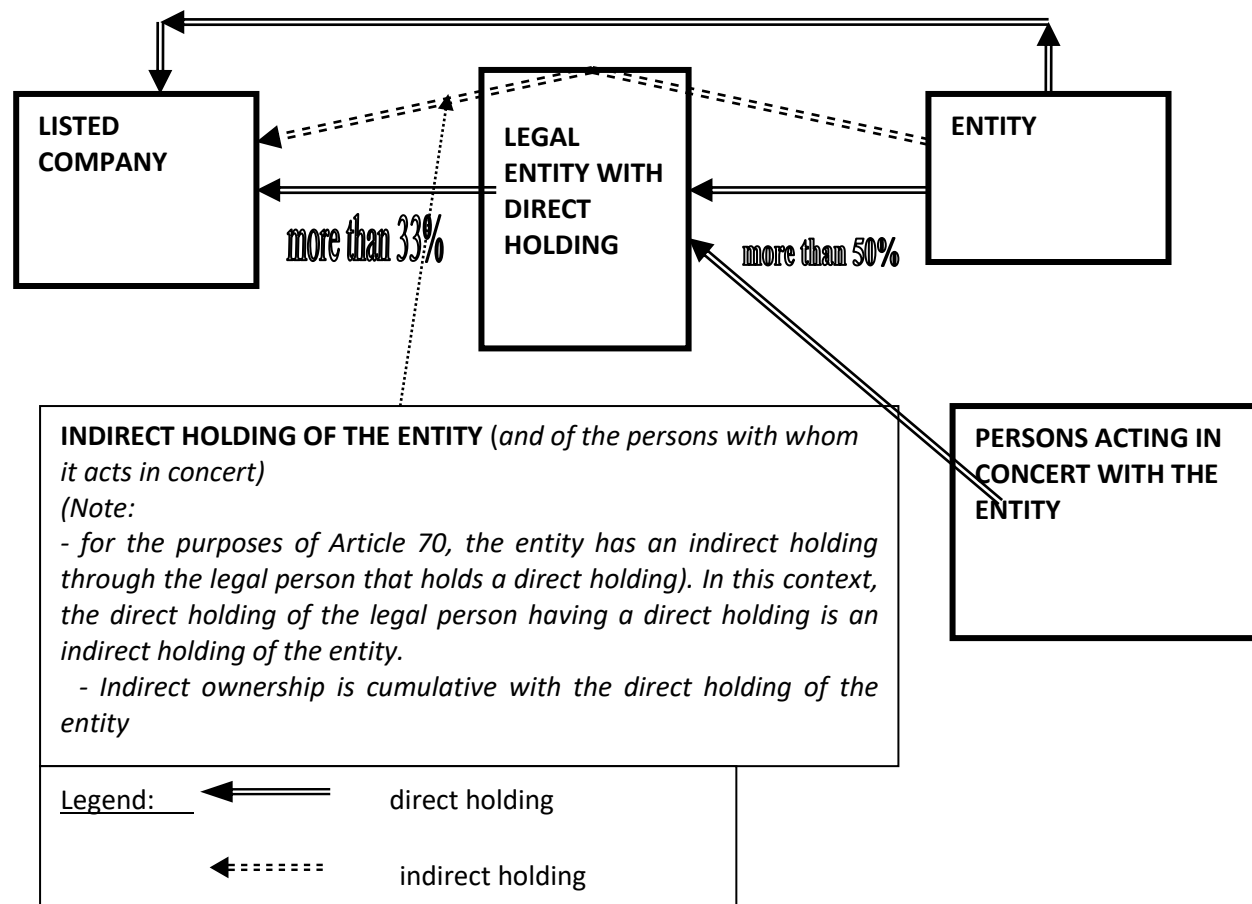 LISTED
COMPANY
LEGAL
ENTITY WITH
DIRECT
HOLDING
ENTITY
more than 33%
more than 50%
INDIRECT HOLDING OF THE ENTITY (and of the persons with whom
it acts in concert)
(Note:
- for the purposes of Article 70, the entity has an indirect holding
through the legal person that holds a direct holding). In this context,
the direct holding of the legal person having a direct holding is an
indirect holding of the entity.
- Indirect ownership is cumulative with the direct holding of the
entity
PERSONS ACTING IN
CONCERT WITH THE
ENTITY
Legend:
direct holding
indirect holding